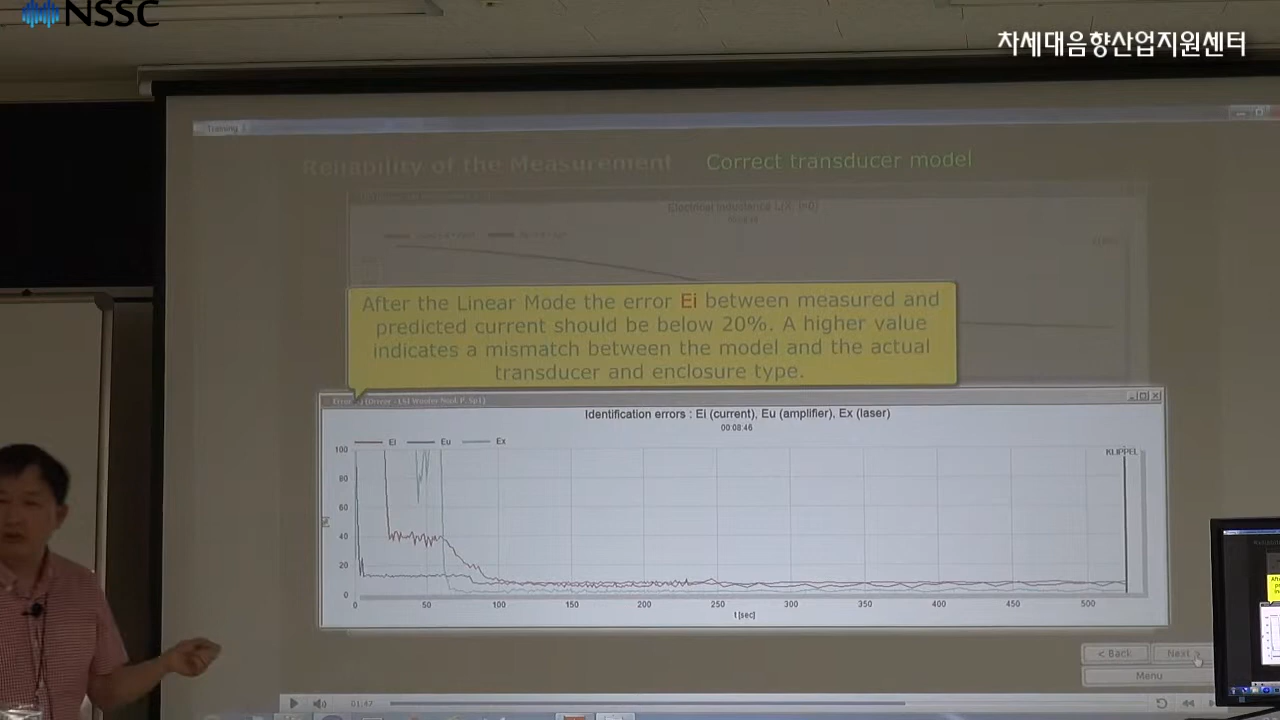 NSSC
차세대음향산업지원센터
Training
Reliability of the Measurement
Correct transducer model
Electrical inductance
After the Linear Mode the error Ei between measured and
predicted current should be below 20%. A higher value
indicates a mismatch between the model and the actual
transducer and enclosure type.
Identification errors : Ei (current), Eu (amplifier), Ex (laser)
00:08:46
Ei Eu Ex
KLIPPEL
100
80
60
40
20
0
0 50 100 150 200 250 300 350 400 450 500
t [sec]
< Back
Next >
Menu